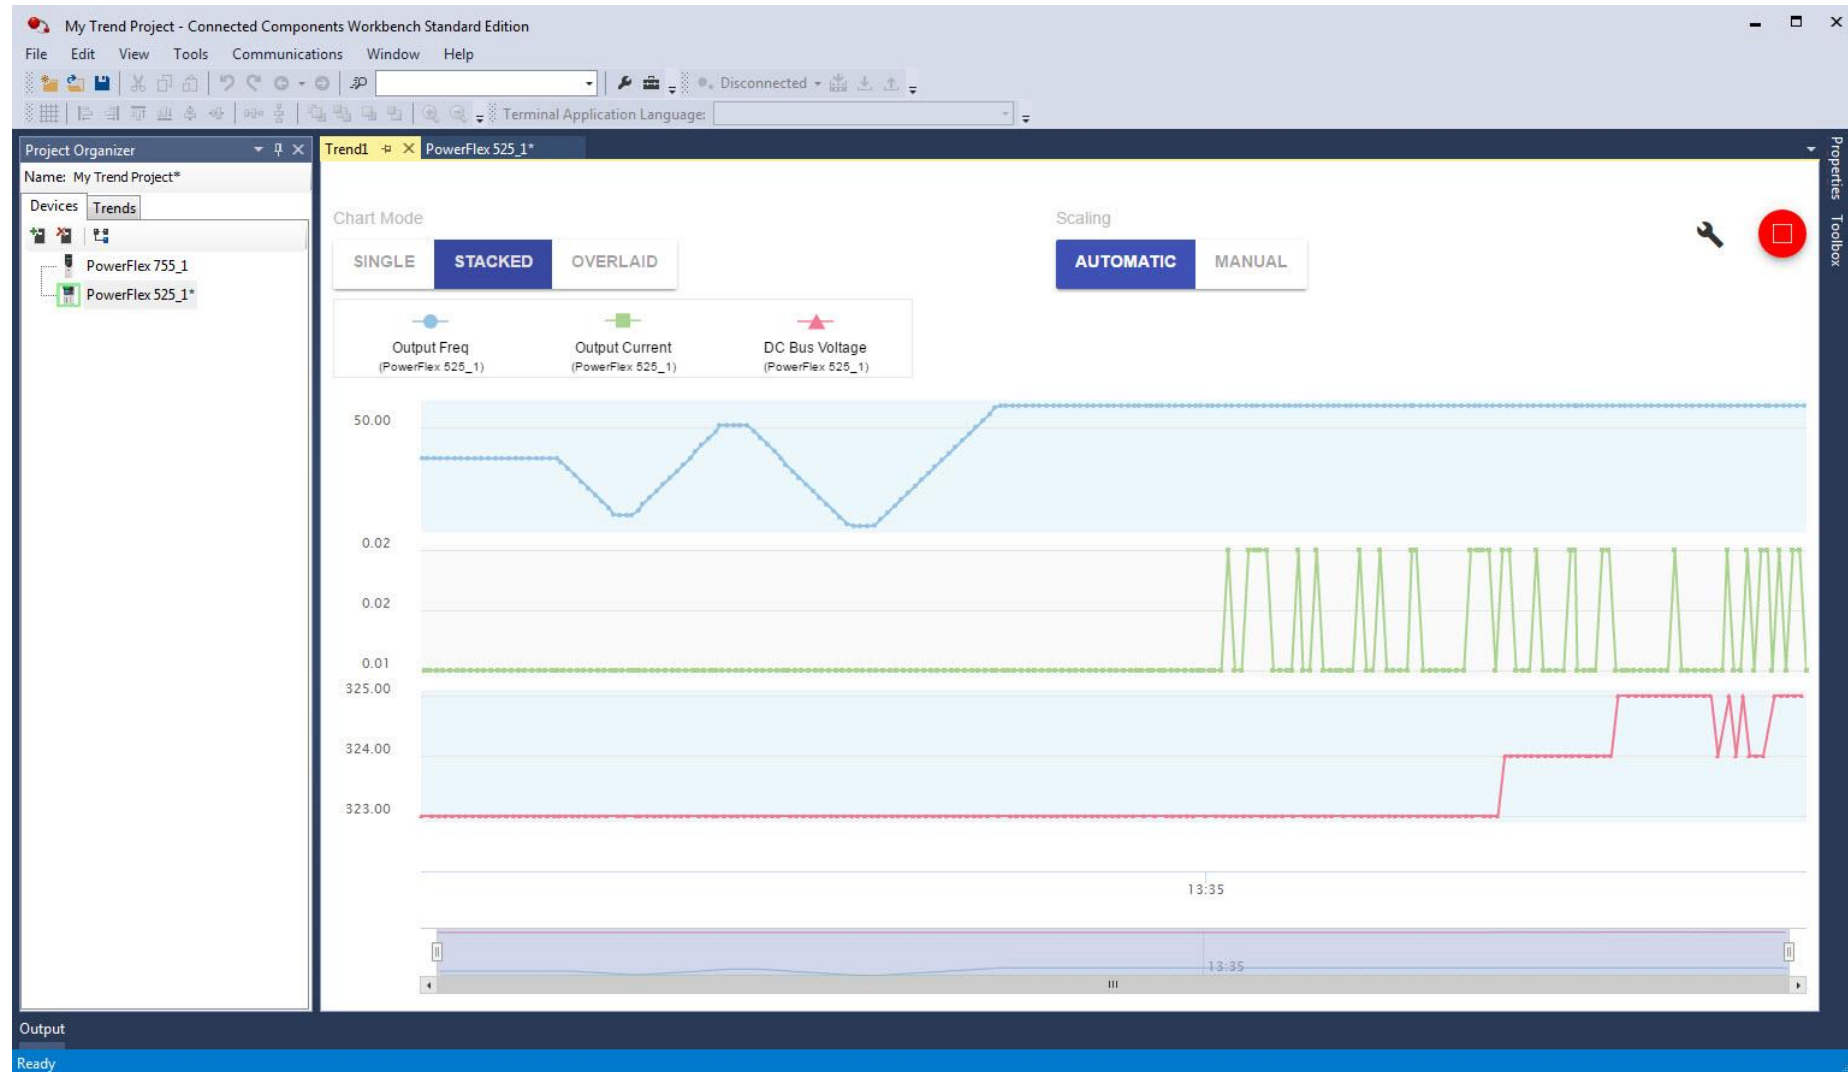 My Trend Project - Connected Components Workbench Standard Edition
File Edit View Tools Communications Window Help
Disconnected
Terminal Application Language:
Project Organizer
Trend1
PowerFlex 525_1*
Name: My Trend Project*
Devices Trends
PowerFlex 755_1
PowerFlex 525_1*
Properties
Toolbox
Chart Mode
SINGLE STACKED OVERLAID
Scaling
AUTOMATIC MANUAL
Output Freq
(PowerFlex 525_1)
Output Current
(PowerFlex 525_1)
DC Bus Voltage
(PowerFlex 525_1)
50.00
0.02
0.02
0.01
325.00
324.00
323.00
13:35
13:35
Output
Ready